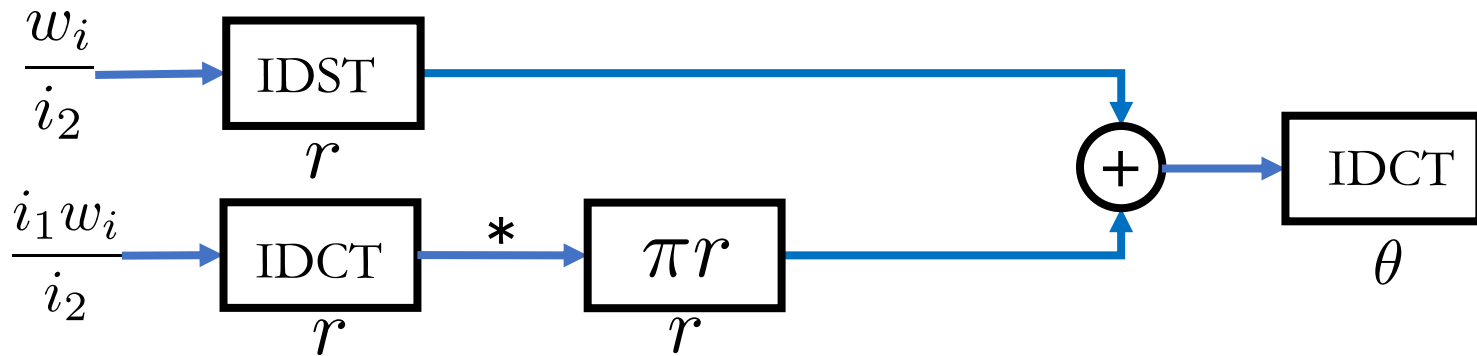 w_i / i_2
IDST
r
+
IDCT
θ
i_1 w_i / i_2
IDCT
r
*
πr
r